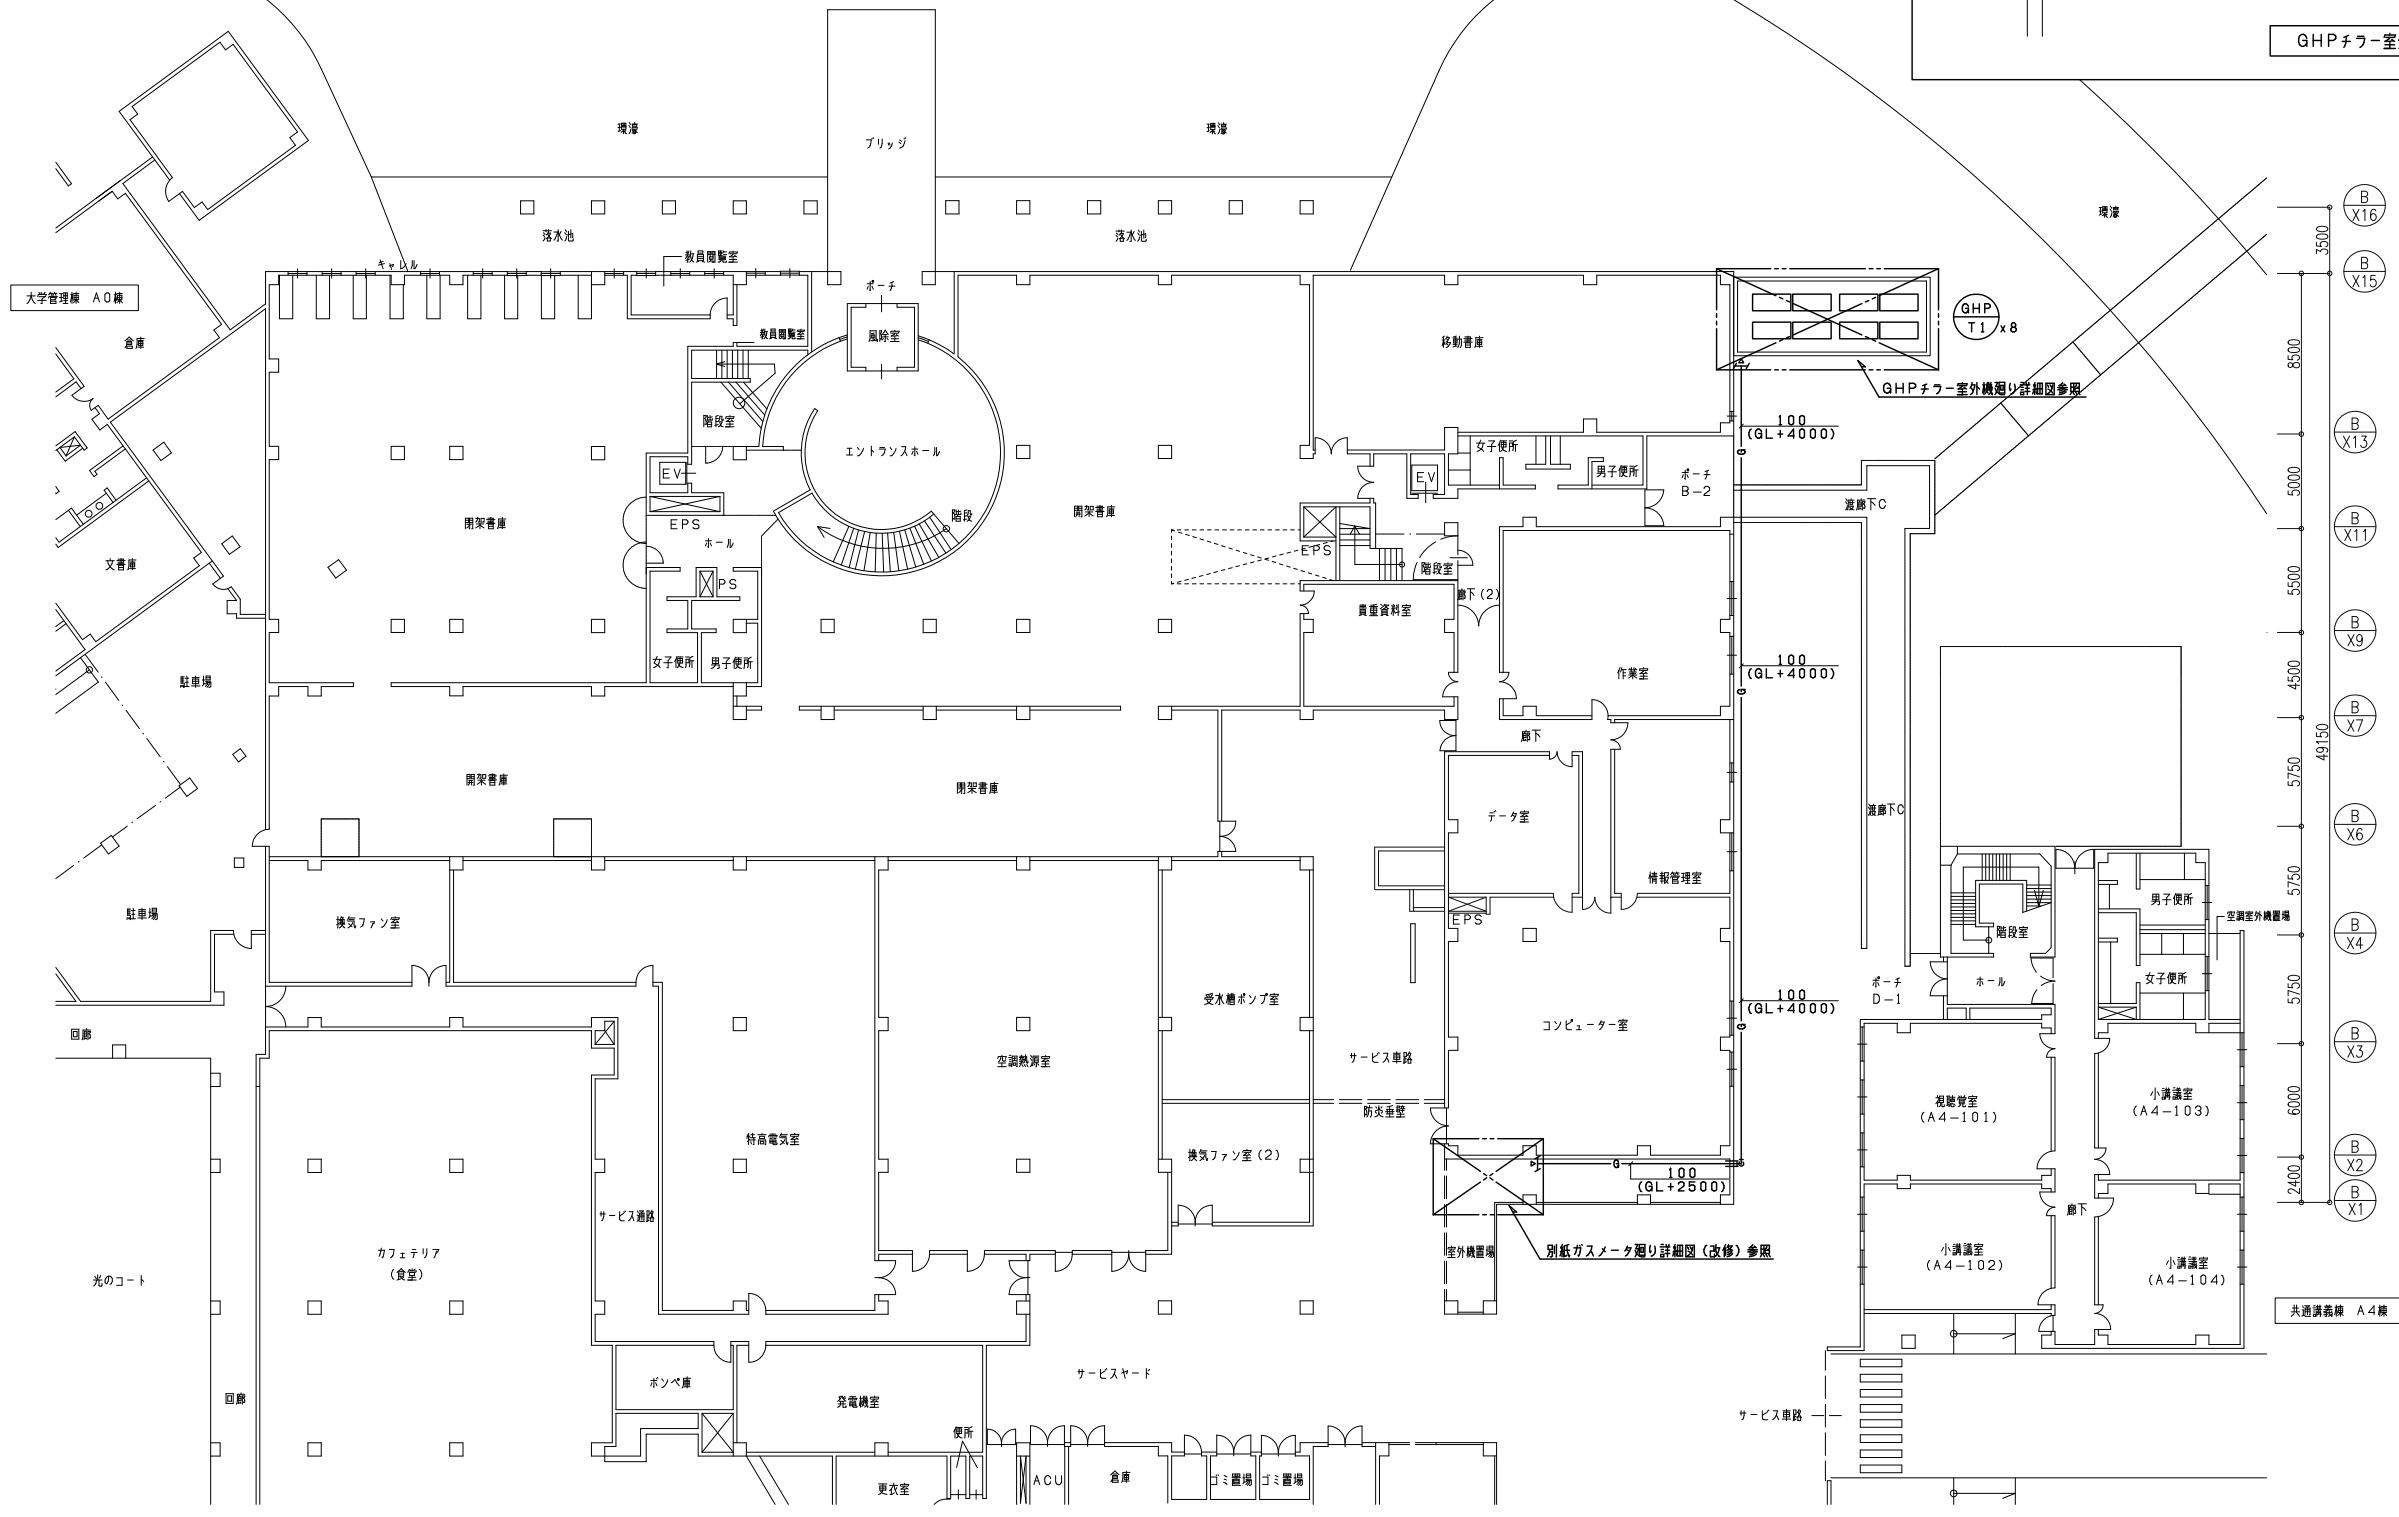 GHPチラー室
環濠
ブリッジ
環濠
環濠
落水池
落水池
キャレル
教員閲覧室
大学管理棟 A0棟
倉庫
ポーチ
風除室
教員閲覧室
移動書庫
GHP
T1
x8
GHPチラー室外機廻り詳細図参照
階段室
エントランスホール
100
(GL+4000)
女子便所
男子便所
ポーチ
B-2
EV
EV
EPS
開架書庫
階段
開架書庫
渡廊下C
ホール
EPS
階段室
文書庫
PS
貴重資料室
廊下(2)
女子便所
男子便所
作業室
100
(GL+4000)
駐車場
廊下
開架書庫
閉架書庫
データ室
渡廊下C
情報管理室
駐車場
換気ファン室
EPS
男子便所
空調室外機置場
階段室
女子便所
ポーチ
D-1
ホール
受水槽ポンプ室
100
(GL+4000)
コンピューター室
回廊
空調熱源室
サービス車路
防炎垂壁
特高電気室
換気ファン室(2)
視聴覚室
(A4-101)
小講議室
(A4-103)
100
(GL+2500)
サービス通路
廊下
カフェテリア
(食堂)
光のコート
室外機置場
別紙ガスメータ廻り詳細図(改修)参照
小講議室
(A4-102)
小講議室
(A4-104)
共通講義棟 A4棟
ボンベ庫
サービスヤード
回廊
発電機室
サービス車路
便所
更衣室
ACU
倉庫
ゴミ置場
ゴミ置場
G
G
G
G
B
X16
3500
B
X15
8500
B
X13
5000
B
X11
5500
B
X9
4500
B
X7
49150
5750
B
X6
5750
B
X4
5750
B
X3
6000
B
X2
2400
B
X1